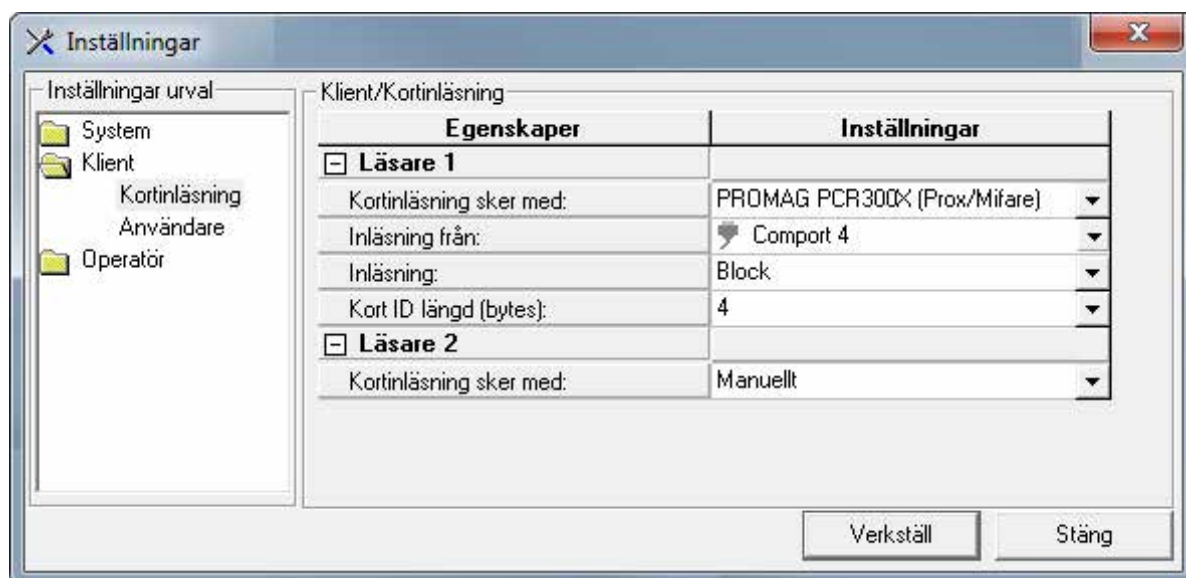 Inställningar
Inställningar urval
System
Klient
Kortinläsning
Användare
Operatör
Klient/Kortinläsning
Egenskaper Inställningar
Läsare 1
Kortinläsning sker med: PROMAG PCR300X (Prox/Mifare)
Inläsning från: Comport 4
Inläsning: Block
Kort ID längd (bytes): 4
Läsare 2
Kortinläsning sker med: Manuellt
Verkställ Stäng